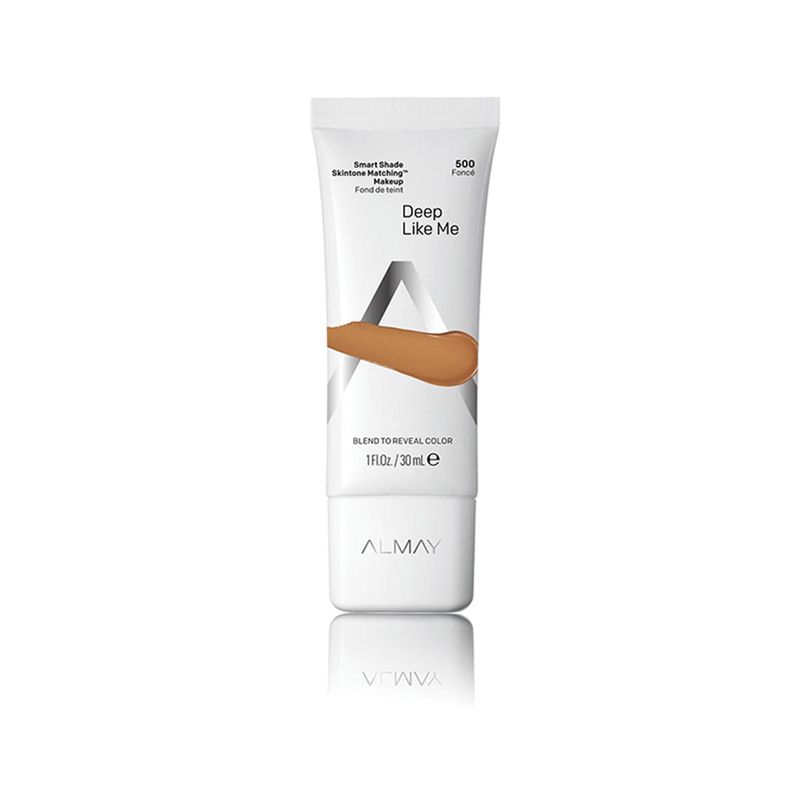 Smart Shade
Skintone Matching™
Makeup
Fond de teint
500
Foncé
Deep
Like Me
BLEND TO REVEAL COLOR
1 Fl.Oz. / 30 mL ℮
ALMAY